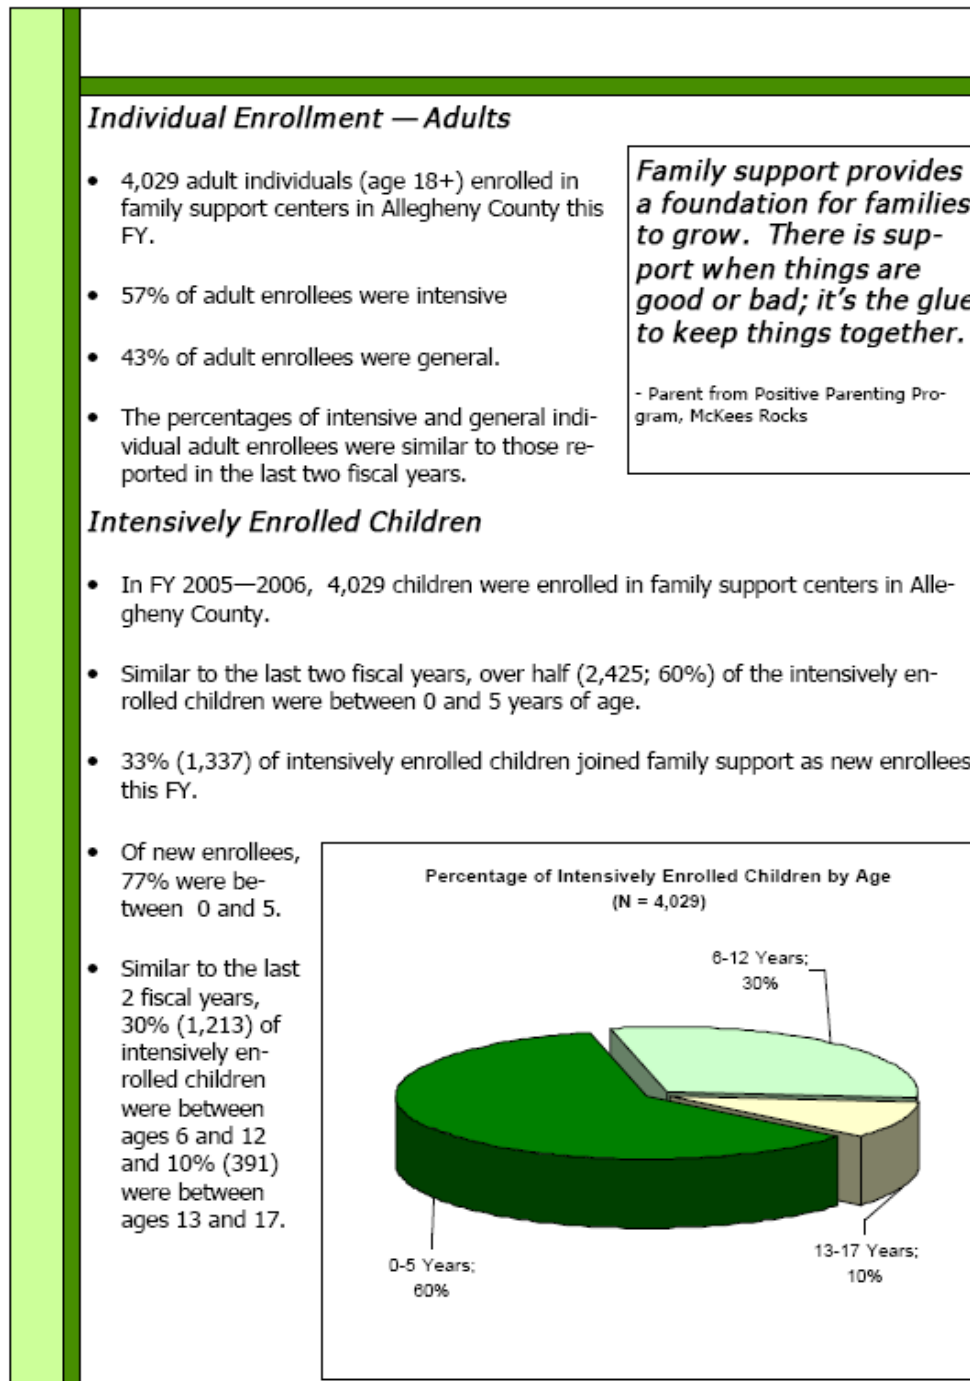 Individual Enrollment — Adults
• 4,029 adult individuals (age 18+) enrolled in
family support centers in Allegheny County this
FY.
• 57% of adult enrollees were intensive
• 43% of adult enrollees were general.
• The percentages of intensive and general indi-
vidual adult enrollees were similar to those re-
ported in the last two fiscal years.
Family support provides
a foundation for families
to grow.  There is sup-
port when things are
good or bad; it's the glue
to keep things together.
- Parent from Positive Parenting Pro-
gram, McKees Rocks
Intensively Enrolled Children
• In FY 2005—2006,  4,029 children were enrolled in family support centers in Alle-
gheny County.
• Similar to the last two fiscal years, over half (2,425; 60%) of the intensively en-
rolled children were between 0 and 5 years of age.
• 33% (1,337) of intensively enrolled children joined family support as new enrollees
this FY.
• Of new enrollees,
77% were be-
tween  0 and 5.
• Similar to the last
2 fiscal years,
30% (1,213) of
intensively en-
rolled children
were between
ages 6 and 12
and 10% (391)
were between
ages 13 and 17.
Percentage of Intensively Enrolled Children by Age
(N = 4,029)
6-12 Years;
30%
13-17 Years;
10%
0-5 Years;
60%